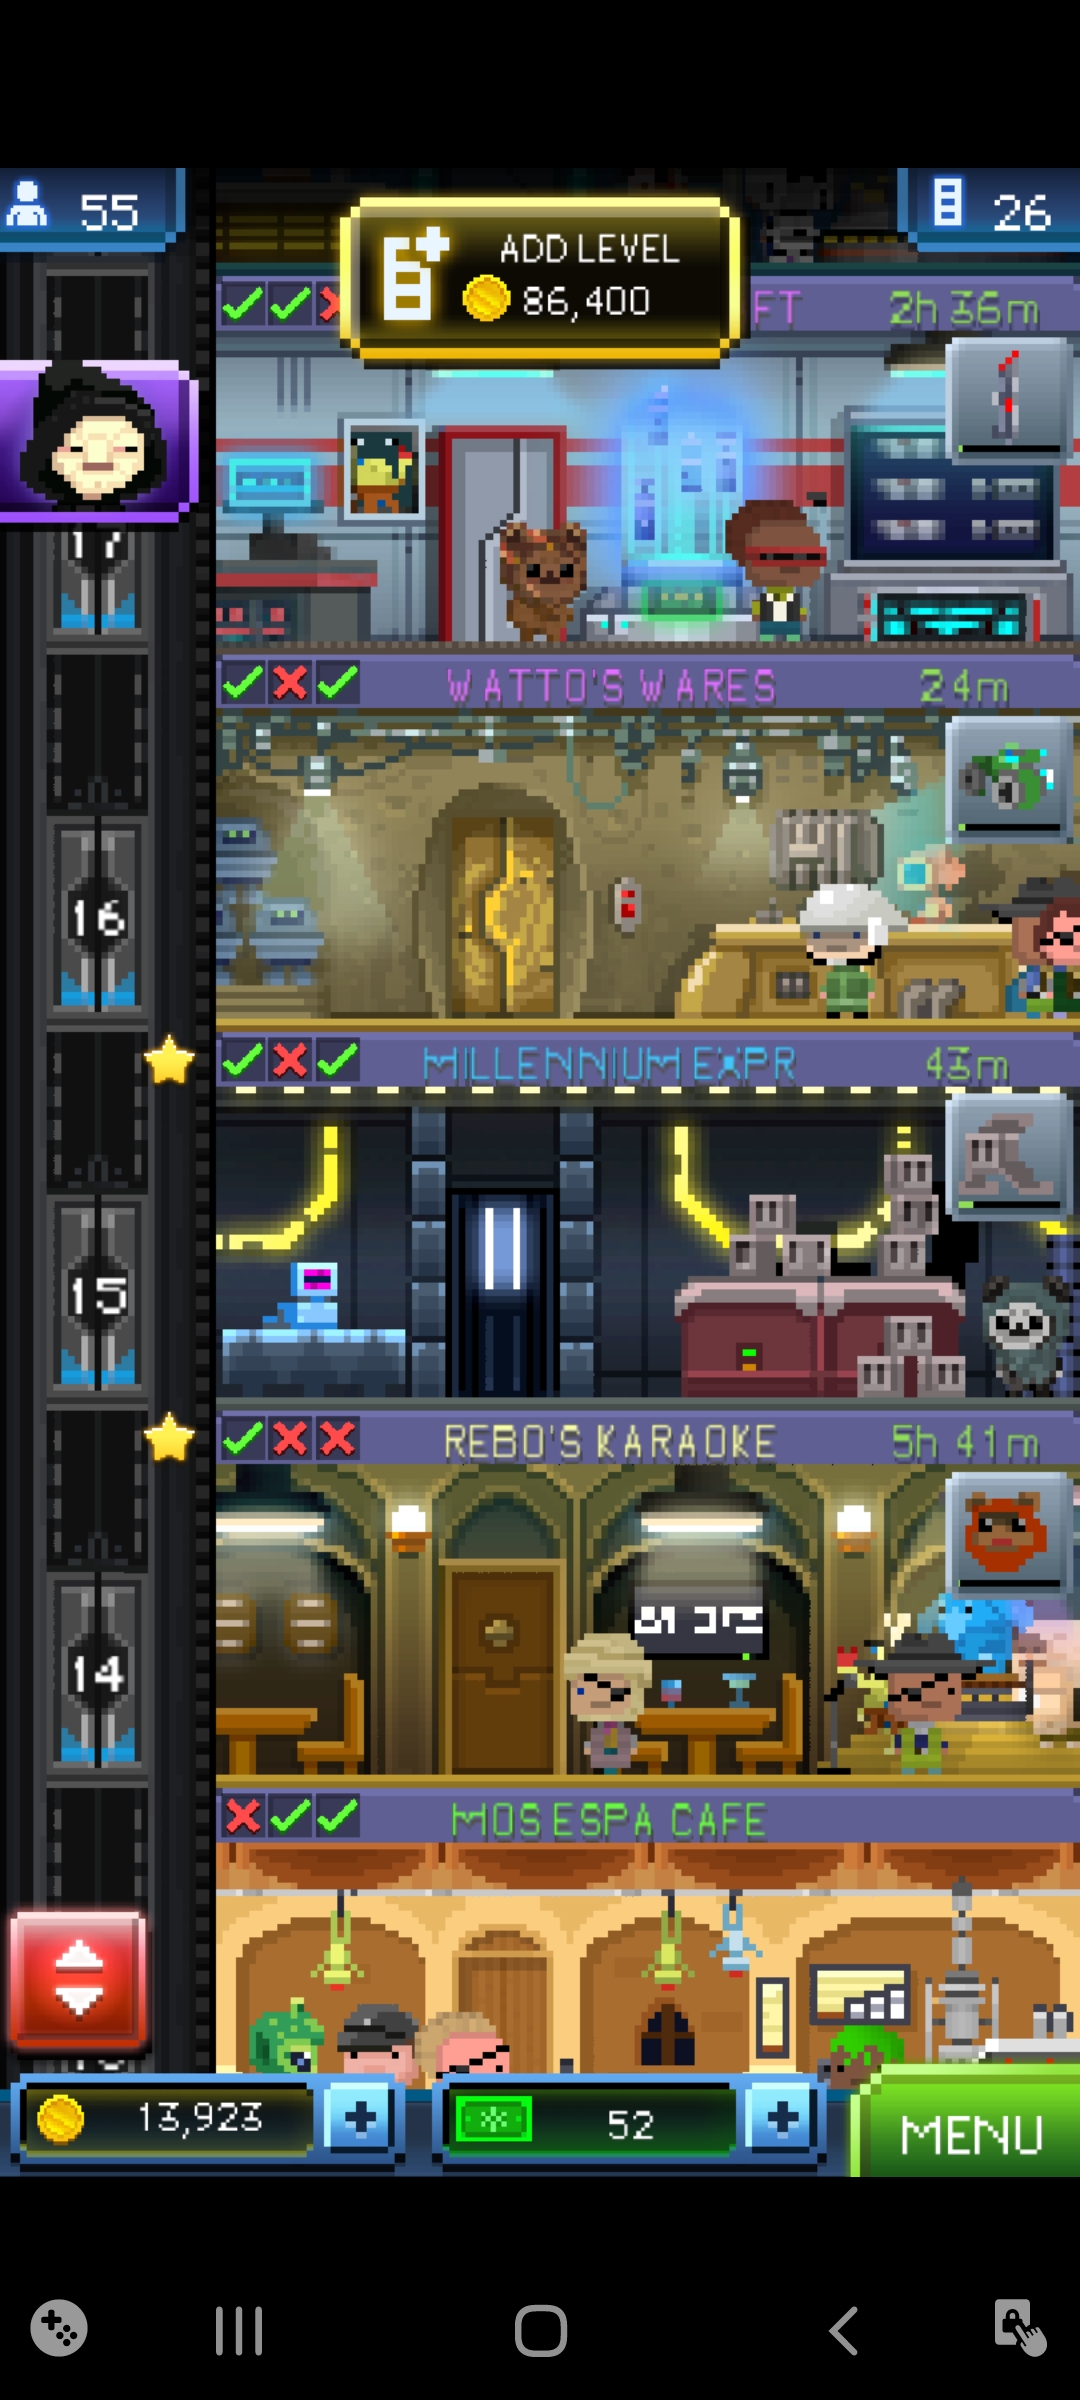 55
26
ADD LEVEL
86,400
FT 2h 36m
17
WATTO'S WARES 24m
16
MILLENNIUM EXPR 43m
15
REBO'S KARAOKE 5h 41m
14
MOS ESPA CAFE
13,923
52
MENU